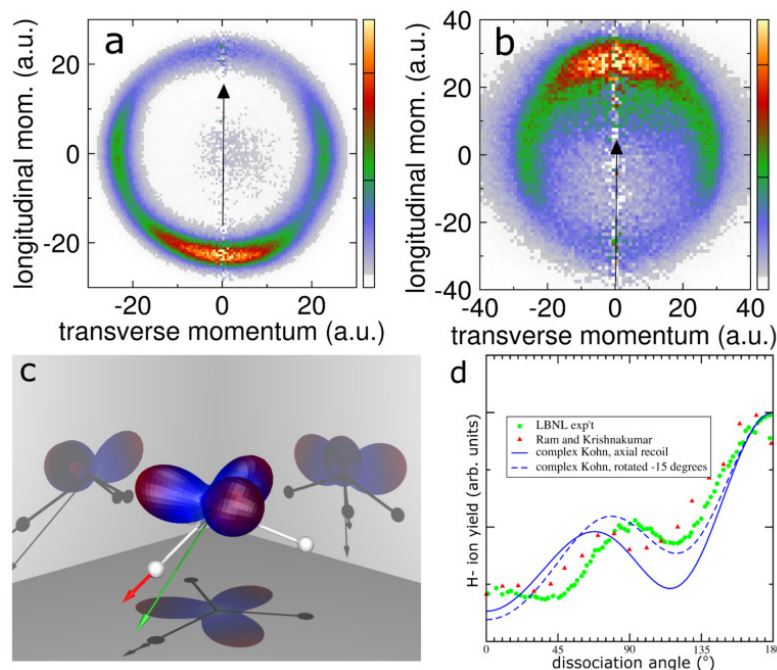 a
longitudinal mom. (a.u.)
20
0
-20
-20
0
20
transverse momentum (a.u.)
b
longitudinal mom. (a.u.)
40
20
0
-20
-40
-40
-20
0
20
40
transverse momentum (a.u.)
c
d
H- ion yield (arb. units)
LBNL exp't
Ram and Krishnakumar
complex Kohn, axial recoil
complex Kohn, rotated -15 degrees
0
45
90
135
180
dissociation angle (°)